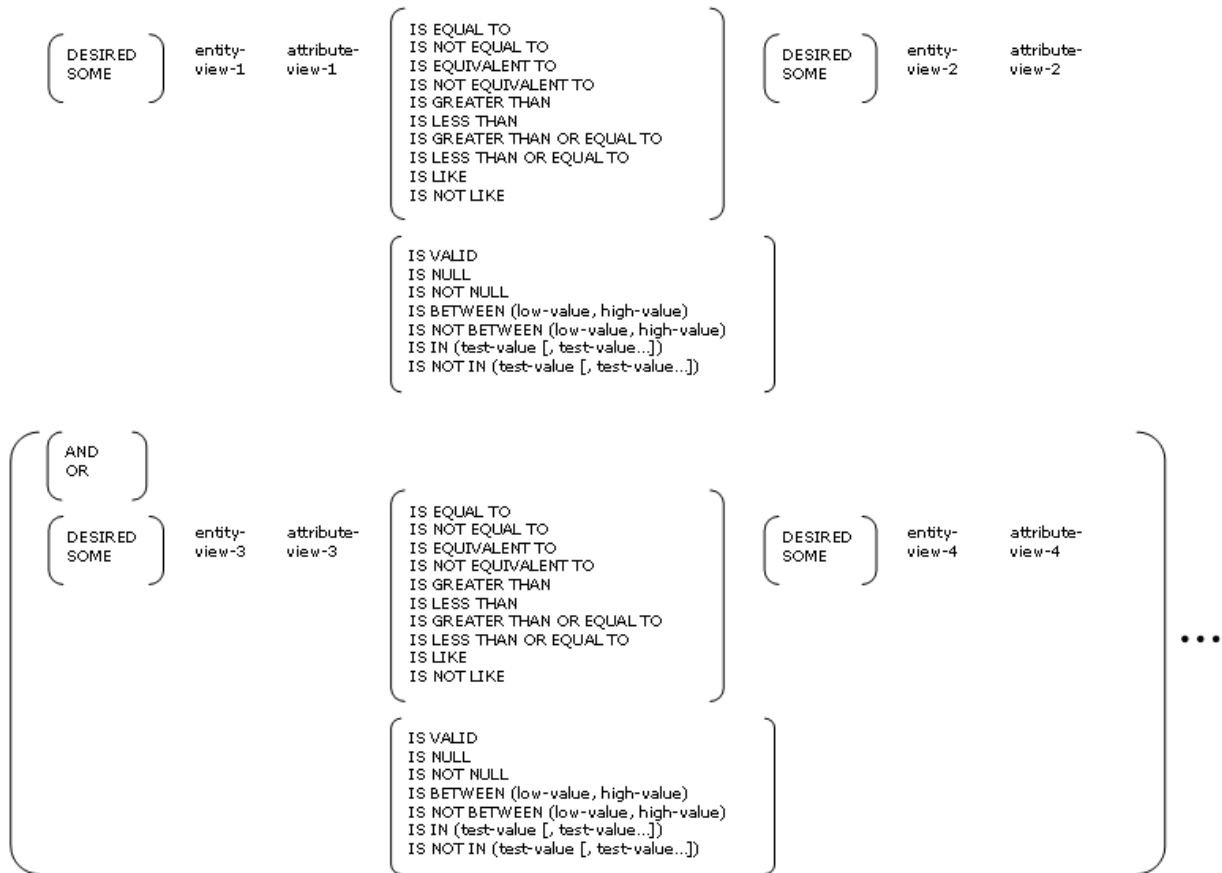 DESIRED
SOME
entity-
view-1
attribute-
view-1
IS EQUAL TO
IS NOT EQUAL TO
IS EQUIVALENT TO
IS NOT EQUIVALENT TO
IS GREATER THAN
IS LESS THAN
IS GREATER THAN OR EQUAL TO
IS LESS THAN OR EQUAL TO
IS LIKE
IS NOT LIKE
DESIRED
SOME
entity-
view-2
attribute-
view-2
IS VALID
IS NULL
IS NOT NULL
IS BETWEEN (low-value, high-value)
IS NOT BETWEEN (low-value, high-value)
IS IN (test-value [, test-value...])
IS NOT IN (test-value [, test-value...])
AND
OR
DESIRED
SOME
entity-
view-3
attribute-
view-3
IS EQUAL TO
IS NOT EQUAL TO
IS EQUIVALENT TO
IS NOT EQUIVALENT TO
IS GREATER THAN
IS LESS THAN
IS GREATER THAN OR EQUAL TO
IS LESS THAN OR EQUAL TO
IS LIKE
IS NOT LIKE
DESIRED
SOME
entity-
view-4
attribute-
view-4
...
IS VALID
IS NULL
IS NOT NULL
IS BETWEEN (low-value, high-value)
IS NOT BETWEEN (low-value, high-value)
IS IN (test-value [, test-value...])
IS NOT IN (test-value [, test-value...])